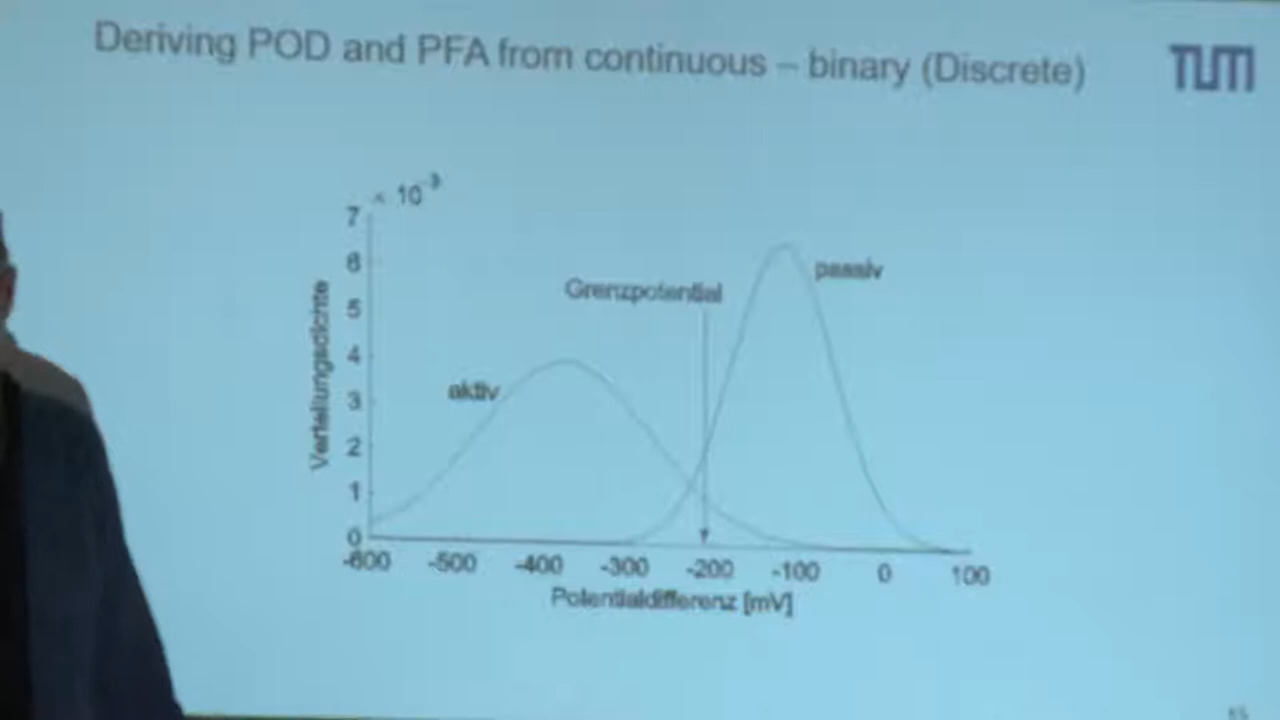 Deriving POD and PFA from continuous – binary (Discrete)
TUM
× 10⁻³
7
6
5
4
3
2
1
0
Verteilungsdichte
Grenzpotential
passiv
aktiv
-600 -500 -400 -300 -200 -100 0 100
Potentialdifferenz [mV]